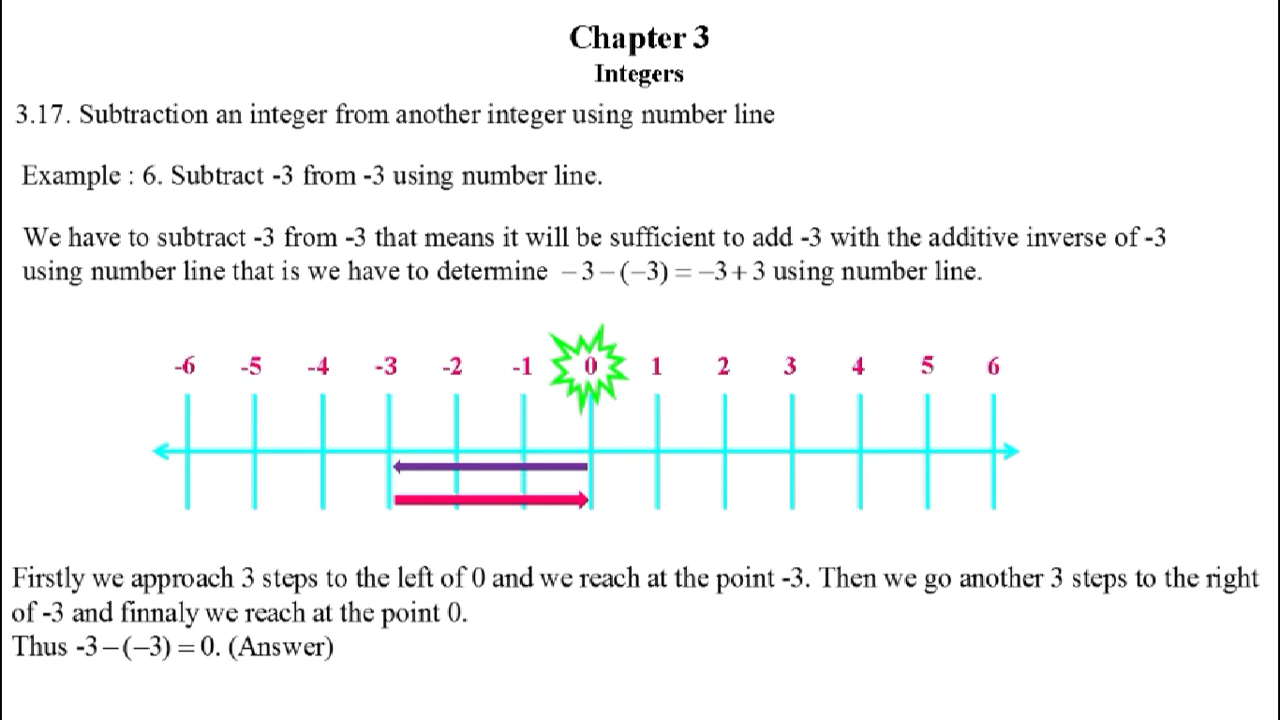 Chapter 3
Integers
3.17. Subtraction an integer from another integer using number line
Example : 6. Subtract -3 from -3 using number line.
We have to subtract -3 from -3 that means it will be sufficient to add -3 with the additive inverse of -3
using number line that is we have to determine −3−(−3)=−3+3 using number line.
-6 -5 -4 -3 -2 -1 0 1 2 3 4 5 6
Firstly we approach 3 steps to the left of 0 and we reach at the point -3. Then we go another 3 steps to the right
of -3 and finnaly we reach at the point 0.
Thus -3−(−3)=0. (Answer)